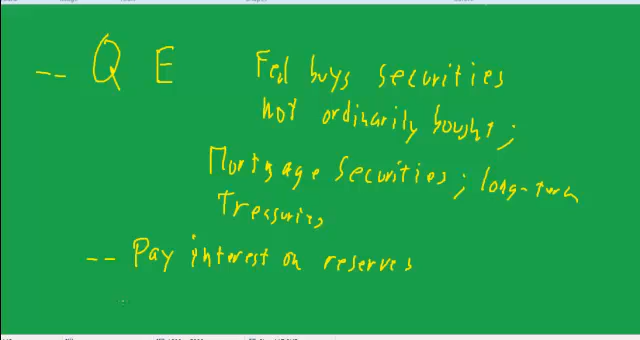 -- Q E Fed buys securities
not ordinarily bought;
Mortgage Securities; long-term
Treasuries
-- Pay interest on reserves